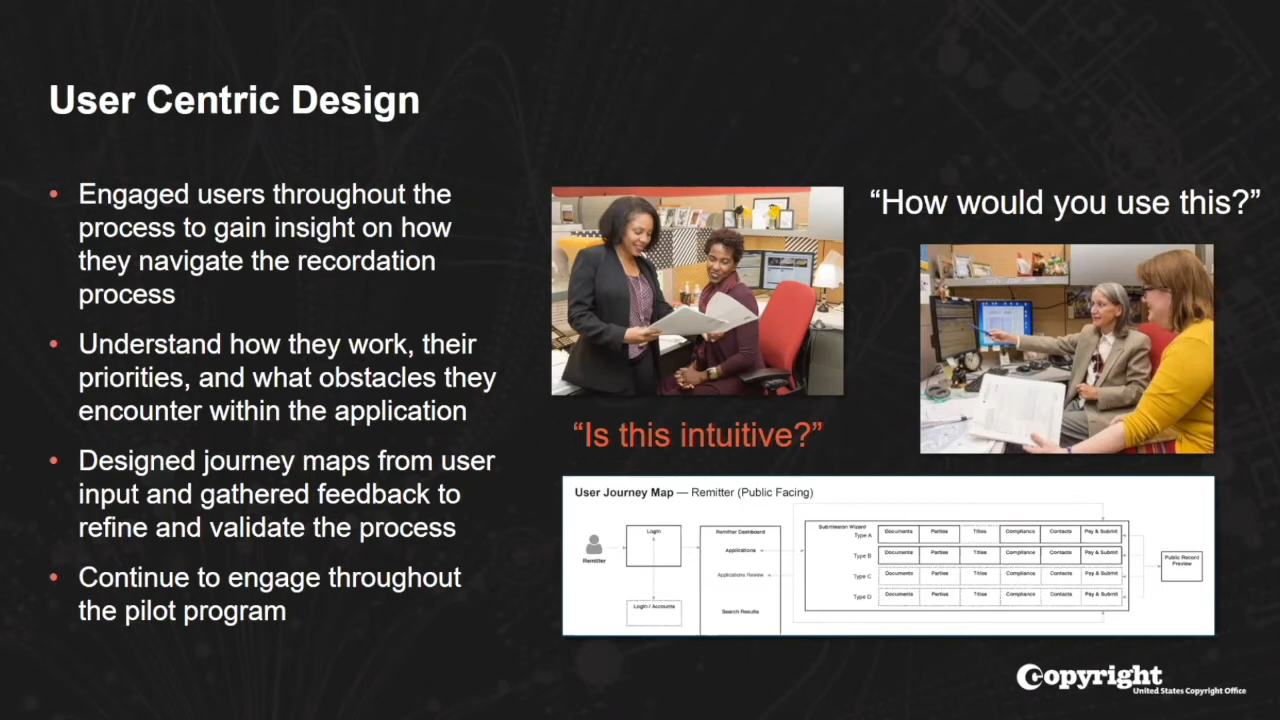 User Centric Design
• Engaged users throughout the
process to gain insight on how
they navigate the recordation
process
• Understand how they work, their
priorities, and what obstacles they
encounter within the application
• Designed journey maps from user
input and gathered feedback to
refine and validate the process
• Continue to engage throughout
the pilot program
“How would you use this?”
“Is this intuitive?”
User Journey Map — Remitter (Public Facing)
Remitter
Login
Login / Accounts
Remitter Dashboard
Applications
Applications Review
Search Results
Submission Wizard
Type A Documents Parties Titles Compliance Contacts Pay & Submit
Type B Documents Parties Titles Compliance Contacts Pay & Submit
Type C Documents Parties Titles Compliance Contacts Pay & Submit
Type D Documents Parties Titles Compliance Contacts Pay & Submit
Public Record
Preview
Copyright
United States Copyright Office